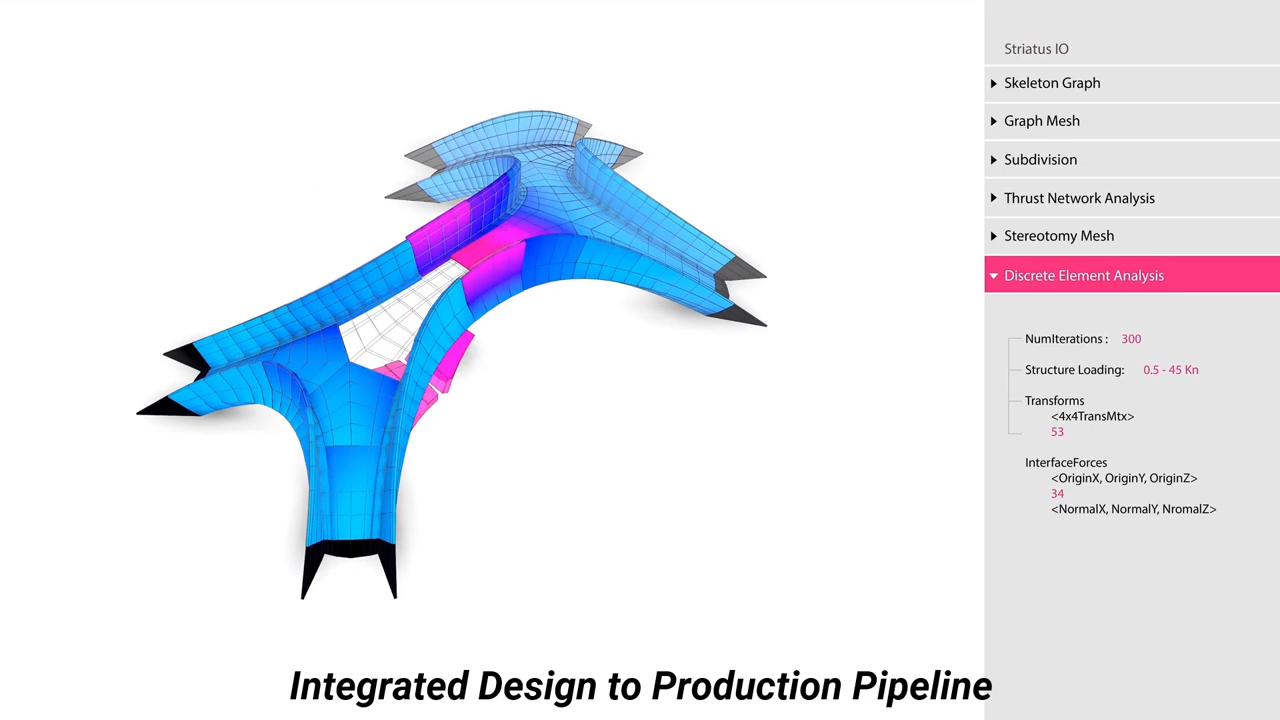 Striatus IO
Skeleton Graph
Graph Mesh
Subdivision
Thrust Network Analysis
Stereotomy Mesh
Discrete Element Analysis
NumIterations : 300
Structure Loading: 0.5 - 45 Kn
Transforms
<4x4TransMtx>
53
InterfaceForces
<OriginX, OriginY, OriginZ>
34
<NormalX, NormalY, NromalZ>
Integrated Design to Production Pipeline